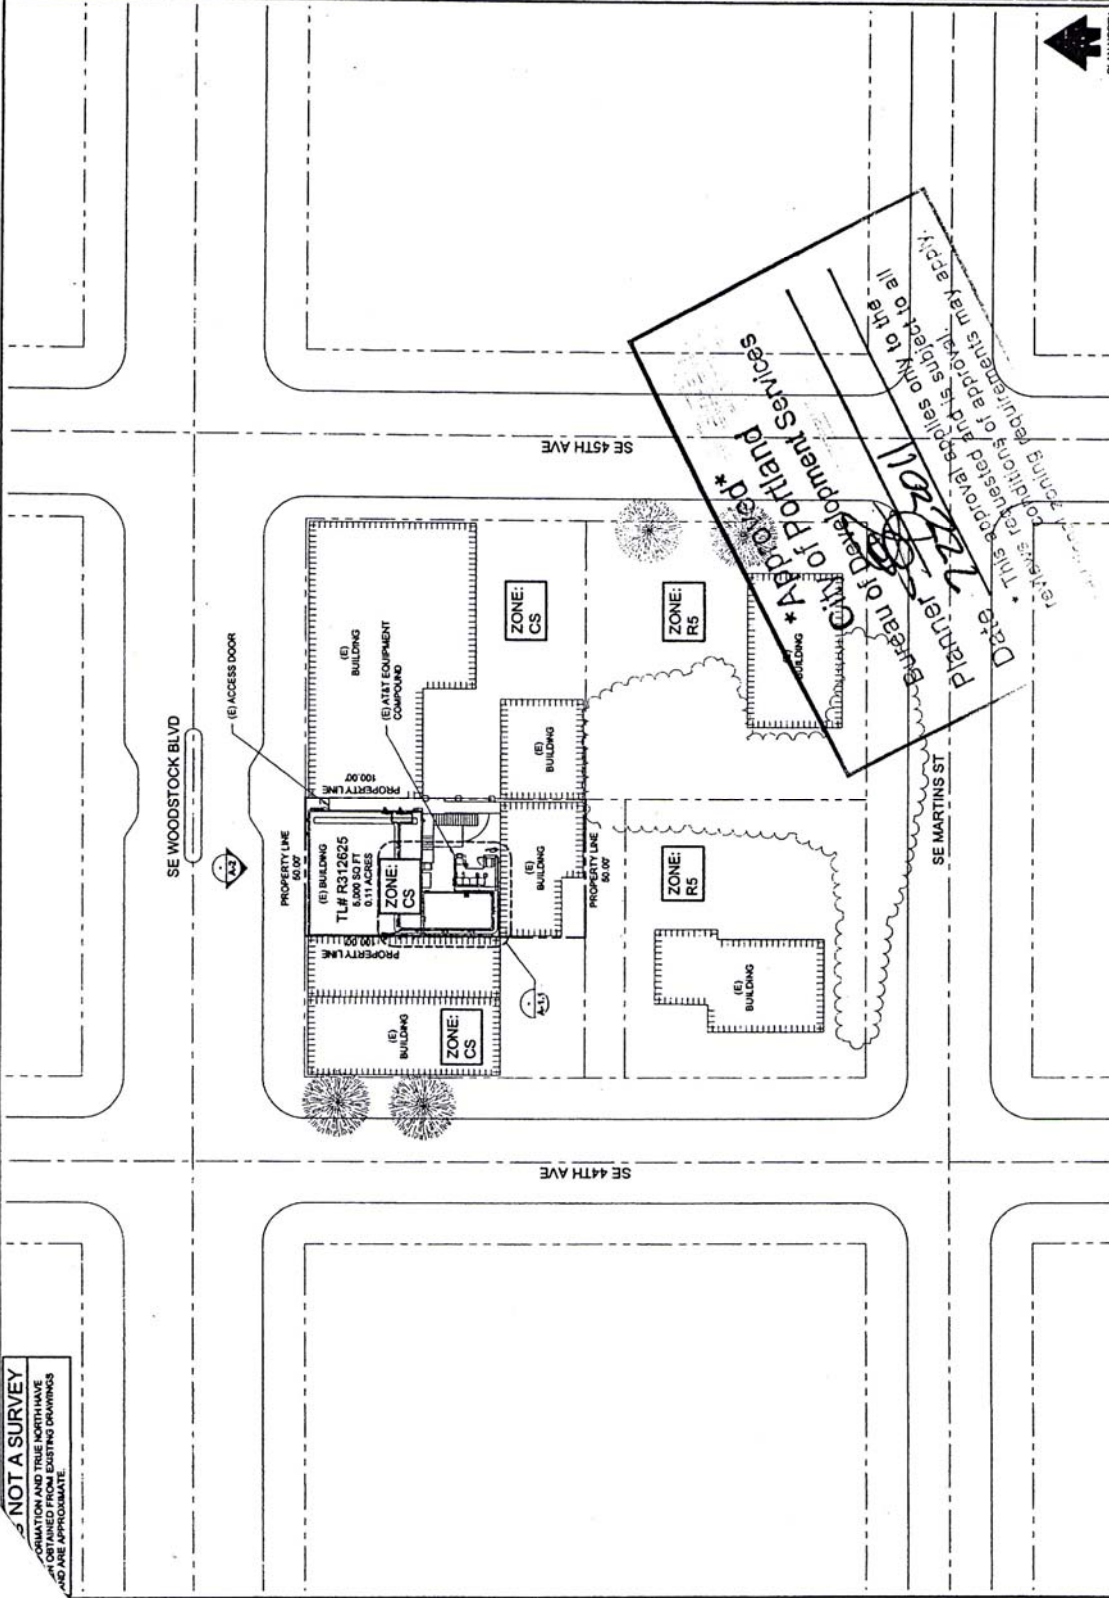 NOT A SURVEY
ORMATION AND TRUE NORTH HAVE
N OBTAINED FROM EXISTING DRAWINGS
AND ARE APPROXIMATE.
SE WOODSTOCK BLVD
A-2
(E) ACCESS DOOR
PROPERTY LINE
50.00'
(E) BUILDING
TL# R312625
5,000 SQ FT
0.11 ACRES
ZONE:
CS
PROPERTY LINE
100.00'
PROPERTY LINE
100.00'
(E)
BUILDING
(E) AT&T EQUIPMENT
COMPOUND
ZONE:
CS
(E)
BUILDING
ZONE:
CS
(E)
BUILDING
(E)
BUILDING
A-1.1
PROPERTY LINE
50.00'
SE 44TH AVE
SE 45TH AVE
ZONE:
R5
ZONE:
R5
(E)
BUILDING
BUILDING
SE MARTINS ST
*Approved*
City of Portland
Bureau of Development Services
Planner
Date
* This approval applies only to the
reviews requested and is subject to all
conditions of approval.
zoning requirements may apply.